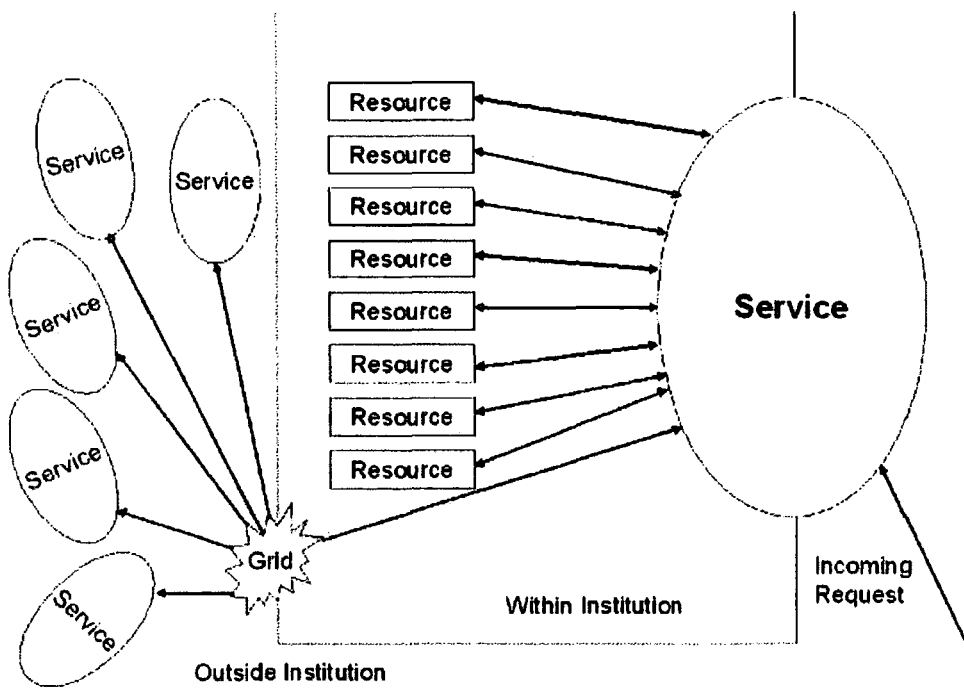 Service
Service
Service
Service
Service
Resource
Resource
Resource
Resource
Resource
Resource
Resource
Resource
Service
Grid
Within Institution
Incoming
Request
Outside Institution